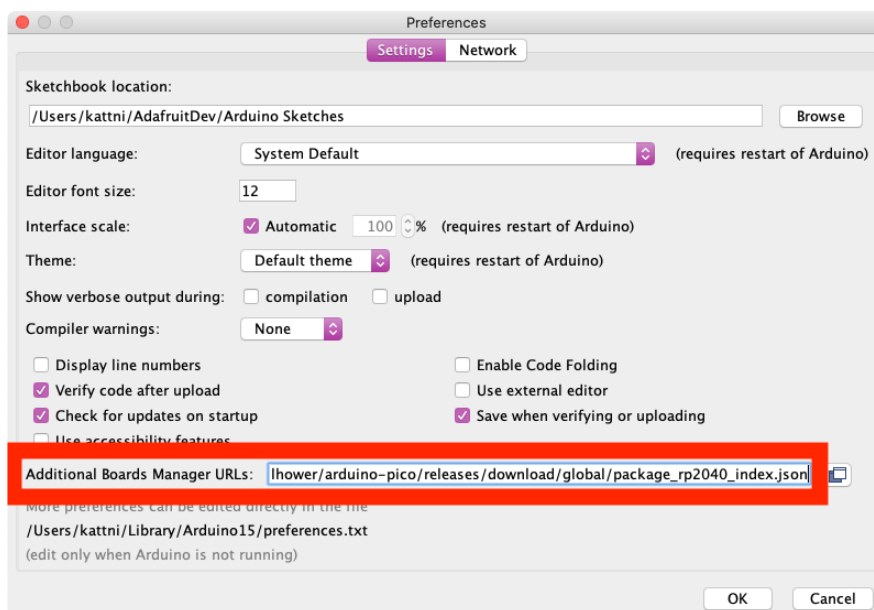 Preferences
Settings Network
Sketchbook location:
/Users/kattni/AdafruitDev/Arduino Sketches Browse
Editor language: System Default (requires restart of Arduino)
Editor font size: 12
Interface scale: Automatic 100 % (requires restart of Arduino)
Theme: Default theme (requires restart of Arduino)
Show verbose output during: compilation upload
Compiler warnings: None
Display line numbers Enable Code Folding
Verify code after upload Use external editor
Check for updates on startup Save when verifying or uploading
Use accessibility features
Additional Boards Manager URLs: lhower/arduino-pico/releases/download/global/package_rp2040_index.json
More preferences can be edited directly in the file
/Users/kattni/Library/Arduino15/preferences.txt
(edit only when Arduino is not running)
OK Cancel